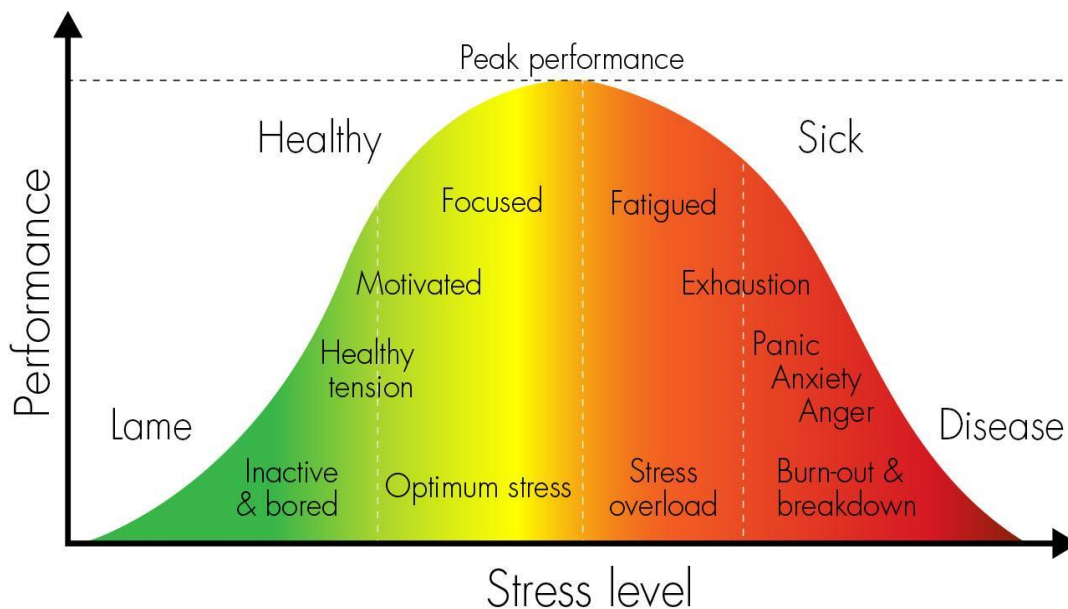 Peak performance
Healthy
Sick
Focused
Fatigued
Motivated
Exhaustion
Healthy
tension
Panic
Anxiety
Anger
Lame
Disease
Inactive
& bored
Optimum stress
Stress
overload
Burn-out &
breakdown
Performance
Stress level